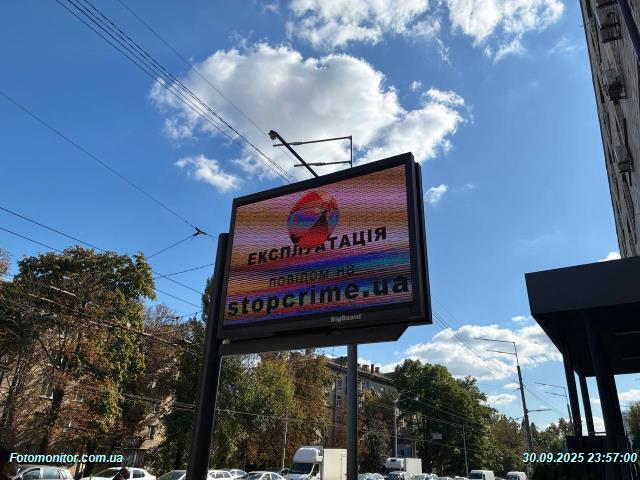 ЕКСПЛУАТАЦІЯ
повідом на
stopcrime.ua
BigBoard
Fotomonitor.com.ua
30.09.2025 23:57:00